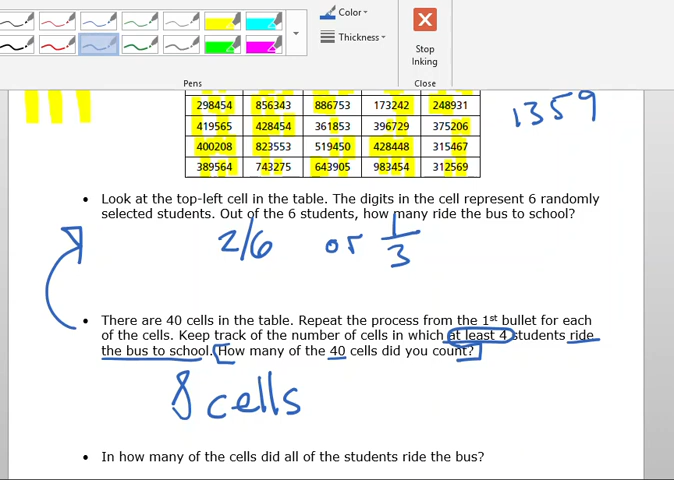 Color
Thickness
Stop
Inking
Pens
Close
298454 856343 886753 173242 248931
419565 428454 361853 396729 375206
400208 823553 519450 428448 315467
389564 743275 643905 983454 312569
1359
• Look at the top-left cell in the table. The digits in the cell represent 6 randomly
selected students. Out of the 6 students, how many ride the bus to school?
2/6 or 1/3
• There are 40 cells in the table. Repeat the process from the 1st bullet for each
of the cells. Keep track of the number of cells in which at least 4 students ride
the bus to school. How many of the 40 cells did you count?
8 cells
• In how many of the cells did all of the students ride the bus?